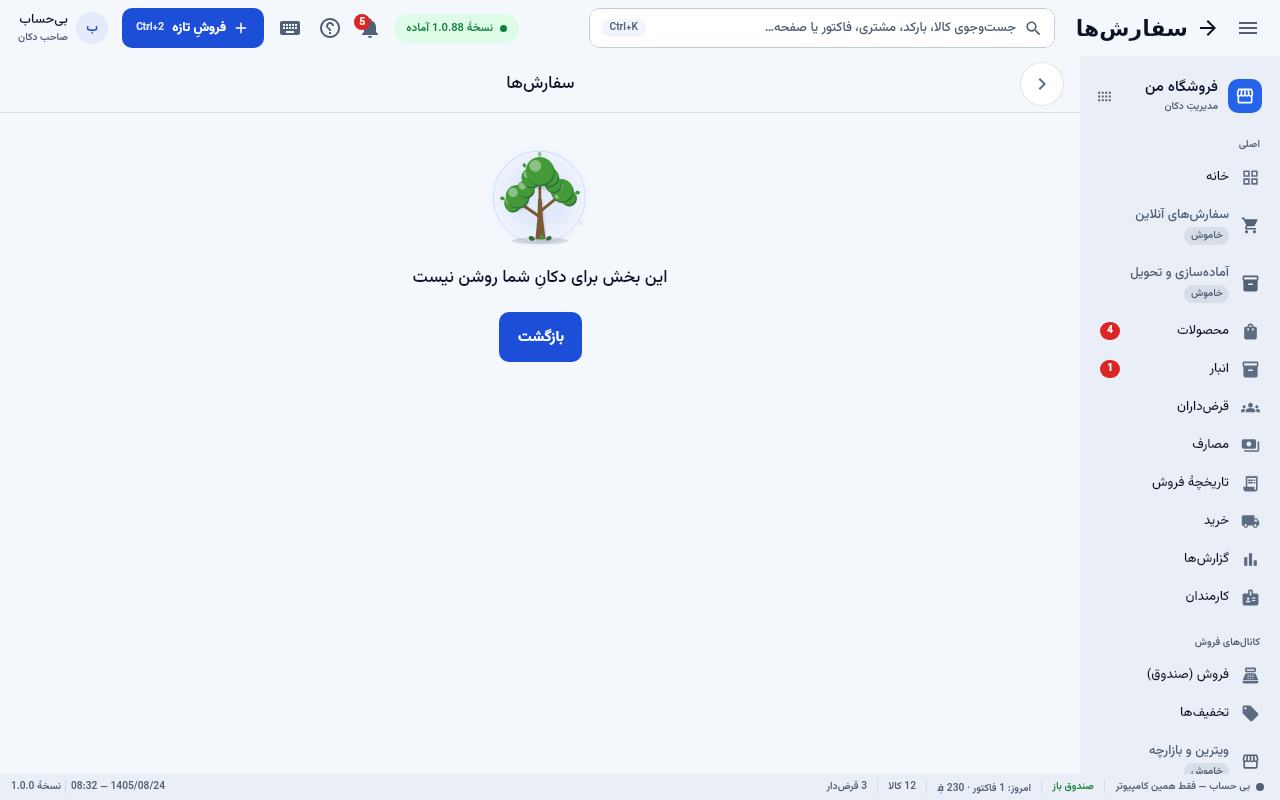 سفارش‌ها
جست‌وجوی کالا، بارکد، مشتری، فاکتور یا صفحه…
Ctrl+K
نسخهٔ 1.0.88 آماده
5
فروشِ تازه
Ctrl+2
ب
بی‌حساب
صاحب دکان
فروشگاه من
مدیریتِ دکان
اصلی
خانه
سفارش‌های آنلاین
خاموش
آماده‌سازی و تحویل
خاموش
محصولات
4
انبار
1
قرض‌داران
مصارف
تاریخچهٔ فروش
خرید
گزارش‌ها
کارمندان
کانال‌های فروش
فروش (صندوق)
تخفیف‌ها
ویترین و بازارچه
خاموش
سفارش‌ها
این بخش برای دکانِ شما روشن نیست
بازگشت
بی حساب — فقط همین کامپیوتر
صندوق باز
امروز: 1 فاکتور · 230 ؋
12 کالا
3 قرض‌دار
1405/08/24 — 08:32
نسخهٔ 1.0.0